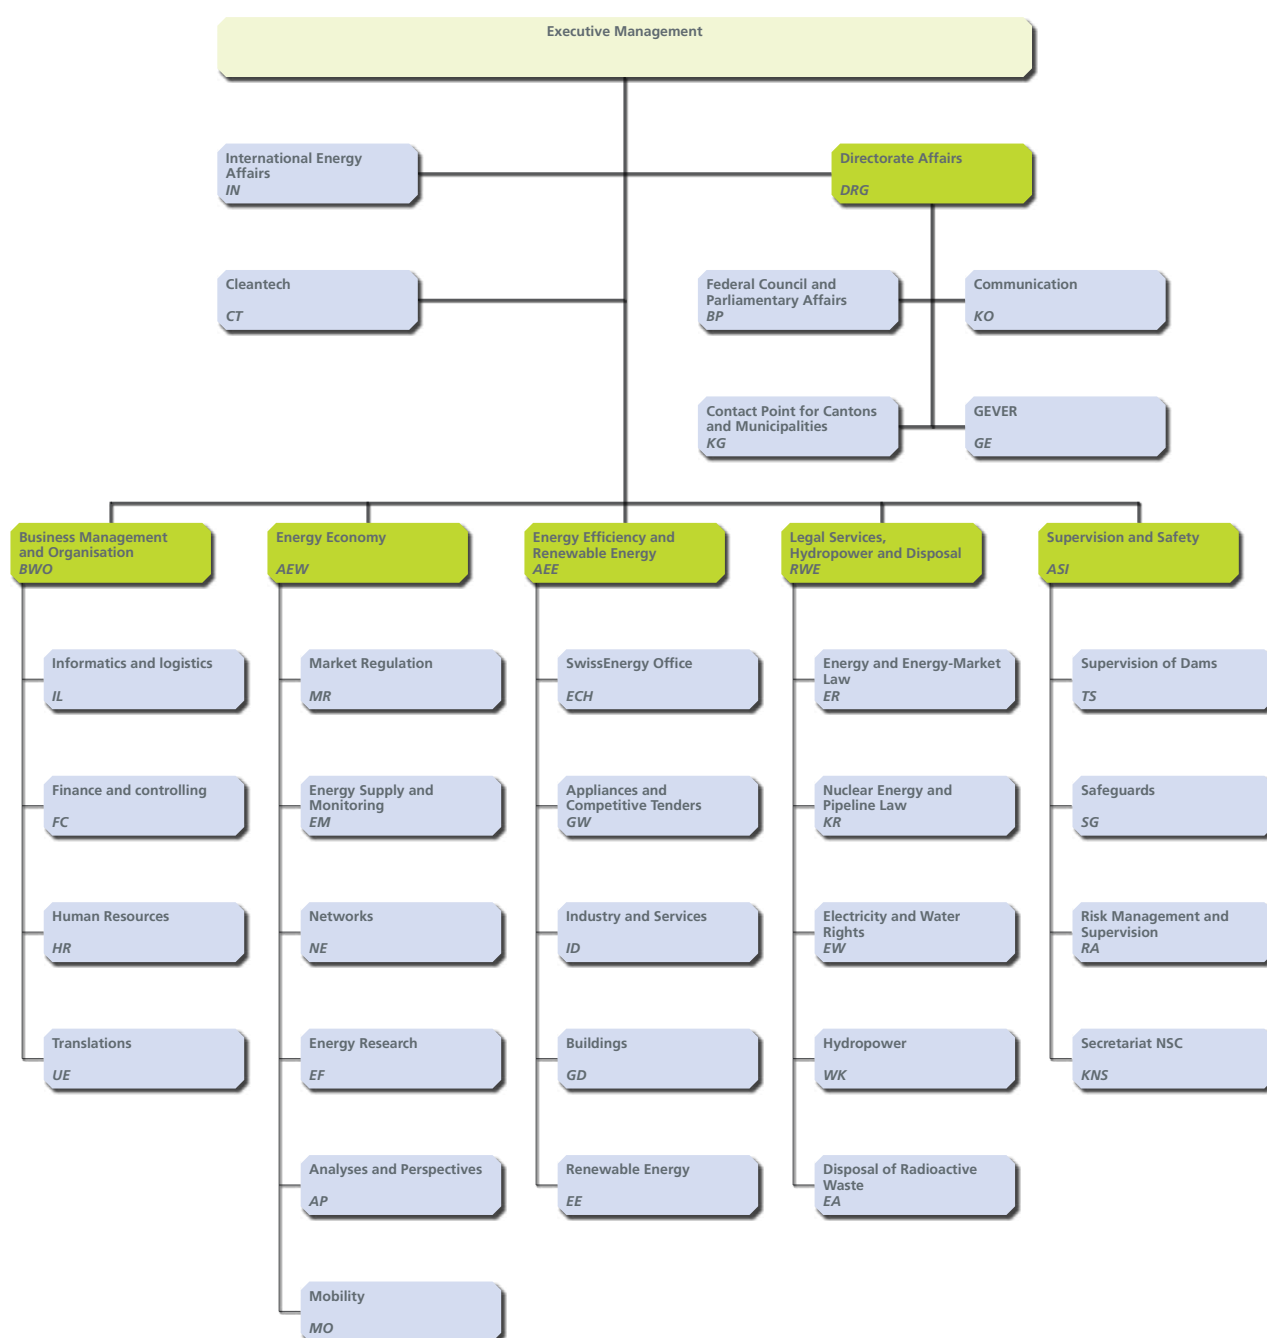 Executive Management
International Energy
Affairs
IN
Directorate Affairs
DRG
Cleantech
CT
Federal Council and
Parliamentary Affairs
BP
Communication
KO
Contact Point for Cantons
and Municipalities
KG
GEVER
GE
Business Management
and Organisation
BWO
Energy Economy
AEW
Energy Efficiency and
Renewable Energy
AEE
Legal Services,
Hydropower and Disposal
RWE
Supervision and Safety
ASI
Informatics and logistics
IL
Market Regulation
MR
SwissEnergy Office
ECH
Energy and Energy-Market
Law
ER
Supervision of Dams
TS
Finance and controlling
FC
Energy Supply and
Monitoring
EM
Appliances and
Competitive Tenders
GW
Nuclear Energy and
Pipeline Law
KR
Safeguards
SG
Human Resources
HR
Networks
NE
Industry and Services
ID
Electricity and Water
Rights
EW
Risk Management and
Supervision
RA
Translations
UE
Energy Research
EF
Buildings
GD
Hydropower
WK
Secretariat NSC
KNS
Analyses and Perspectives
AP
Renewable Energy
EE
Disposal of Radioactive
Waste
EA
Mobility
MO